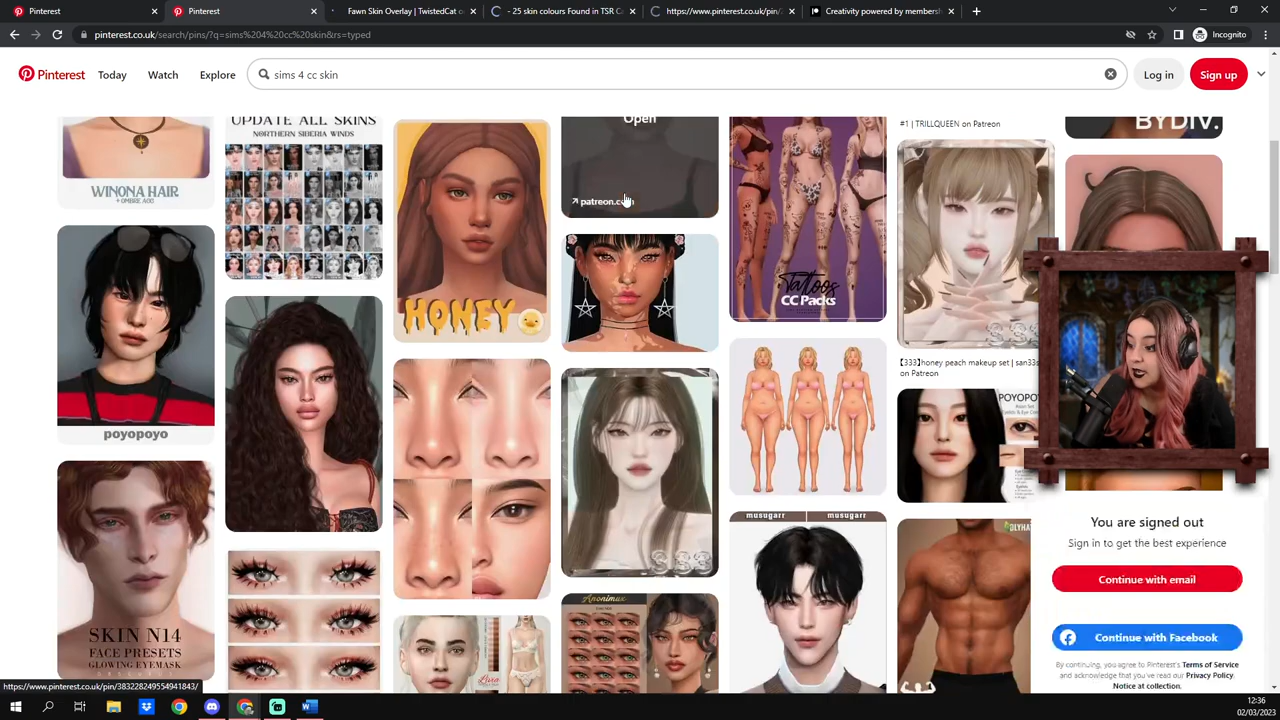 Pinterest
Pinterest
Fawn Skin Overlay | TwistedCat o
- 25 skin colours Found in TSR C
https://www.pinterest.co.uk/pin/
Creativity powered by membersh
pinterest.co.uk/search/pins/?q=sims%204%20cc%20skin&rs=typed
Incognito
Pinterest
Today
Watch
Explore
sims 4 cc skin
Log in
Sign up
WINONA HAIR
+ OMBRE ACC
UPDATE ALL SKINS
NORTHERN SIBERIA WINDS
HONEY
Open
patreon.c
Tattoos
CC Packs
#1 | TRILLQUEEN on Patreon
BYDIV.
【333】honey peach makeup set | san33s
on Patreon
poyopoyo
POYOPO
SKIN N14
FACE PRESETS
GLOWING EYEMASK
Anonimux
musugarr
musugarr
You are signed out
Sign in to get the best experience
Continue with email
Continue with Facebook
By continuing, you agree to Pinterest's Terms of
Service
and acknowledge that you've read our Privacy Policy.
Notice at collection.
https://www.pinterest.co.uk/pin/383228249554941843/
12:36
02/03/2023